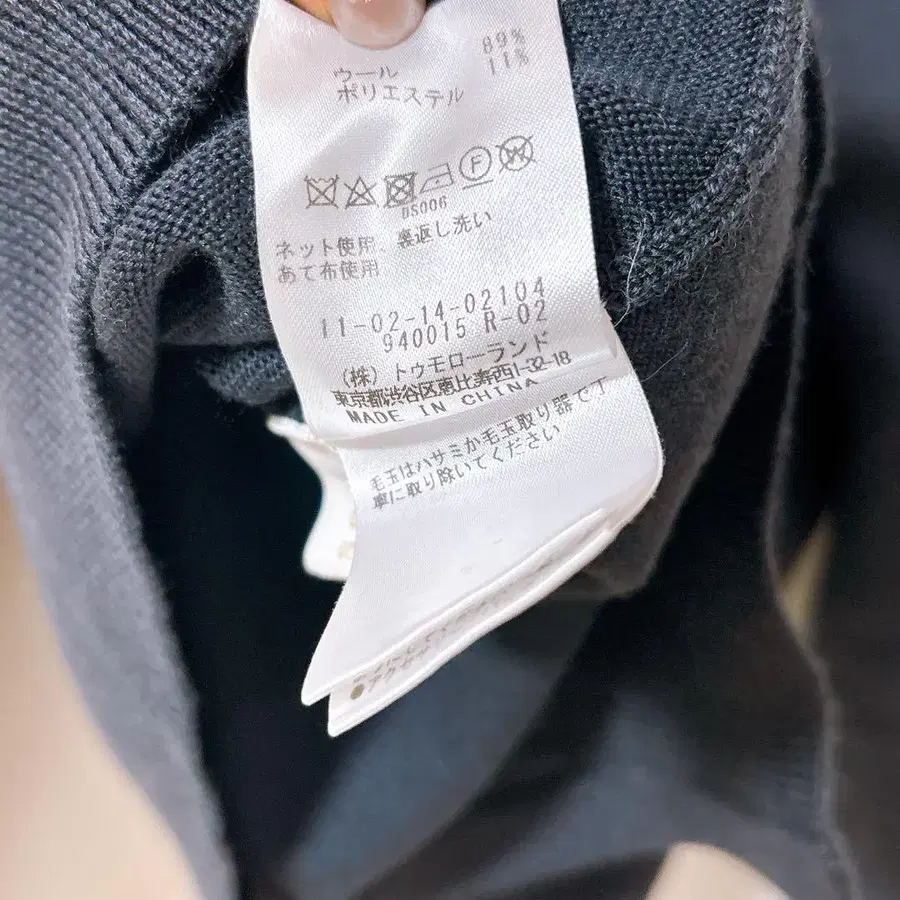 ウール 89%
ポリエステル 11%
F W
DS006
ネット使用、裏返し洗い
あて布使用
11-02-14-02104
940015 R-02
(株)トゥモローランド
東京都渋谷区恵比寿西1-32-18
MADE IN CHINA
毛玉はハサミか毛玉取り器で丁
寧に取り除いてください